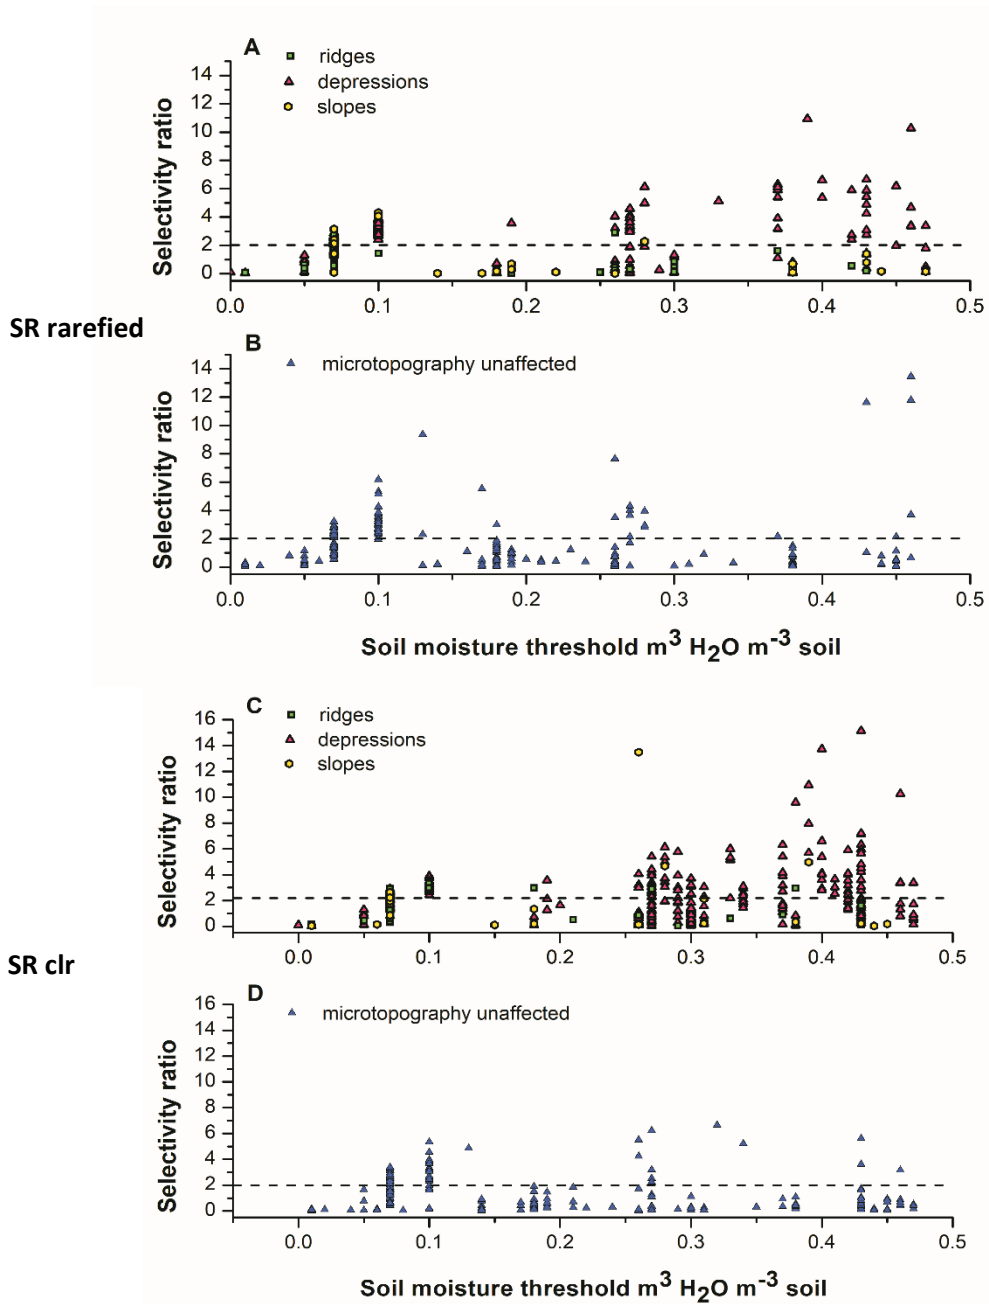 A
ridges
depressions
slopes
14
12
10
8
6
4
2
0
Selectivity ratio
0.0 0.1 0.2 0.3 0.4 0.5
SR rarefied
B
microtopography unaffected
14
12
10
8
6
4
2
0
Selectivity ratio
0.0 0.1 0.2 0.3 0.4 0.5
Soil moisture threshold m³ H₂O m⁻³ soil
C
ridges
depressions
slopes
16
14
12
10
8
6
4
2
0
Selectivity ratio
0.0 0.1 0.2 0.3 0.4 0.5
SR clr
D
microtopography unaffected
16
14
12
10
8
6
4
2
0
Selectivity ratio
0.0 0.1 0.2 0.3 0.4 0.5
Soil moisture threshold m³ H₂O m⁻³ soil